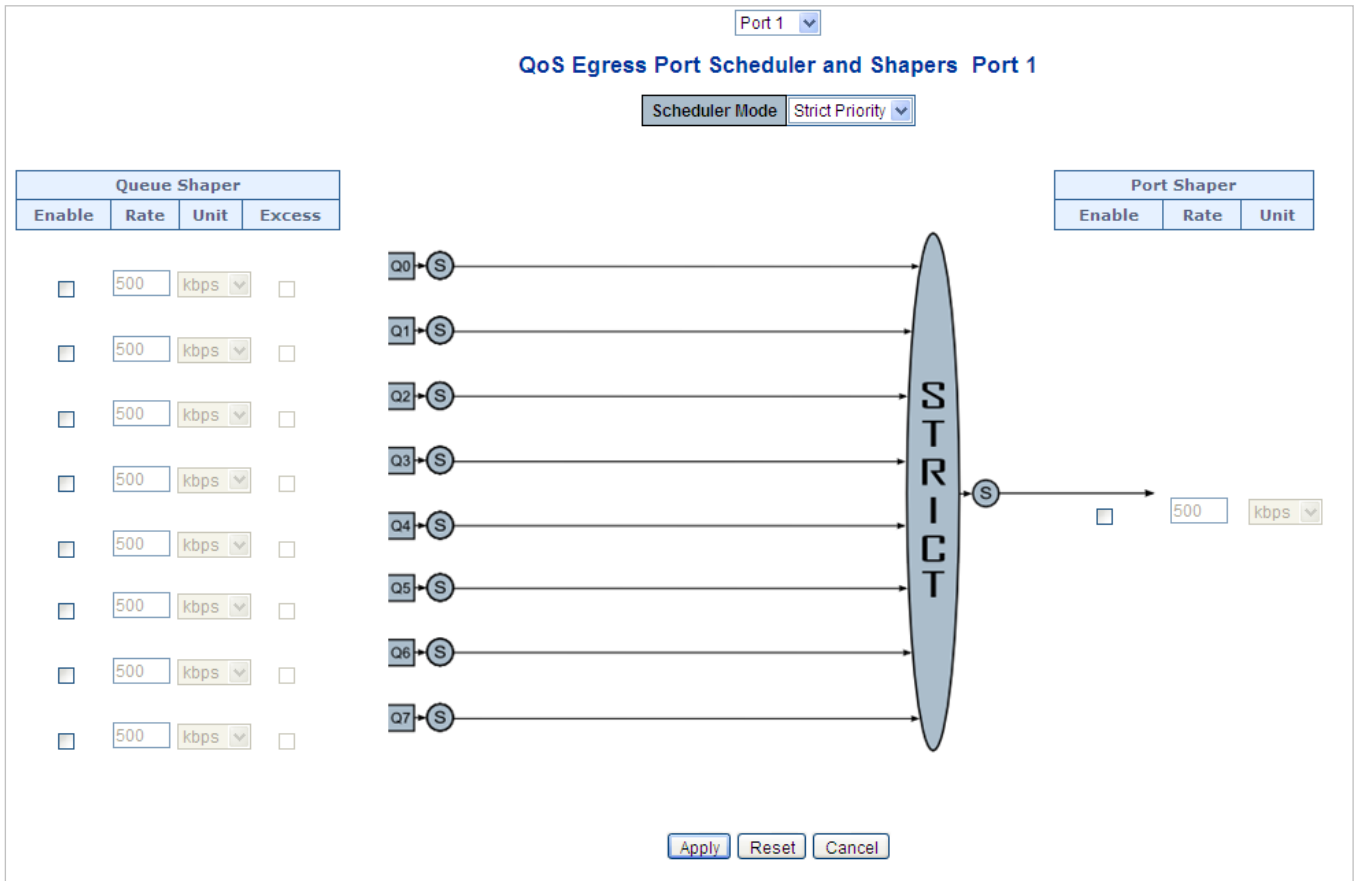 Port 1
QoS Egress Port Scheduler and Shapers Port 1
Scheduler Mode Strict Priority
Queue Shaper
Enable Rate Unit Excess
Port Shaper
Enable Rate Unit
500 kbps
Q0 S
500 kbps
Q1 S
500 kbps
Q2 S
500 kbps
Q3 S
500 kbps
Q4 S
500 kbps
Q5 S
500 kbps
Q6 S
500 kbps
Q7 S
STRICT
S
500 kbps
Apply Reset Cancel